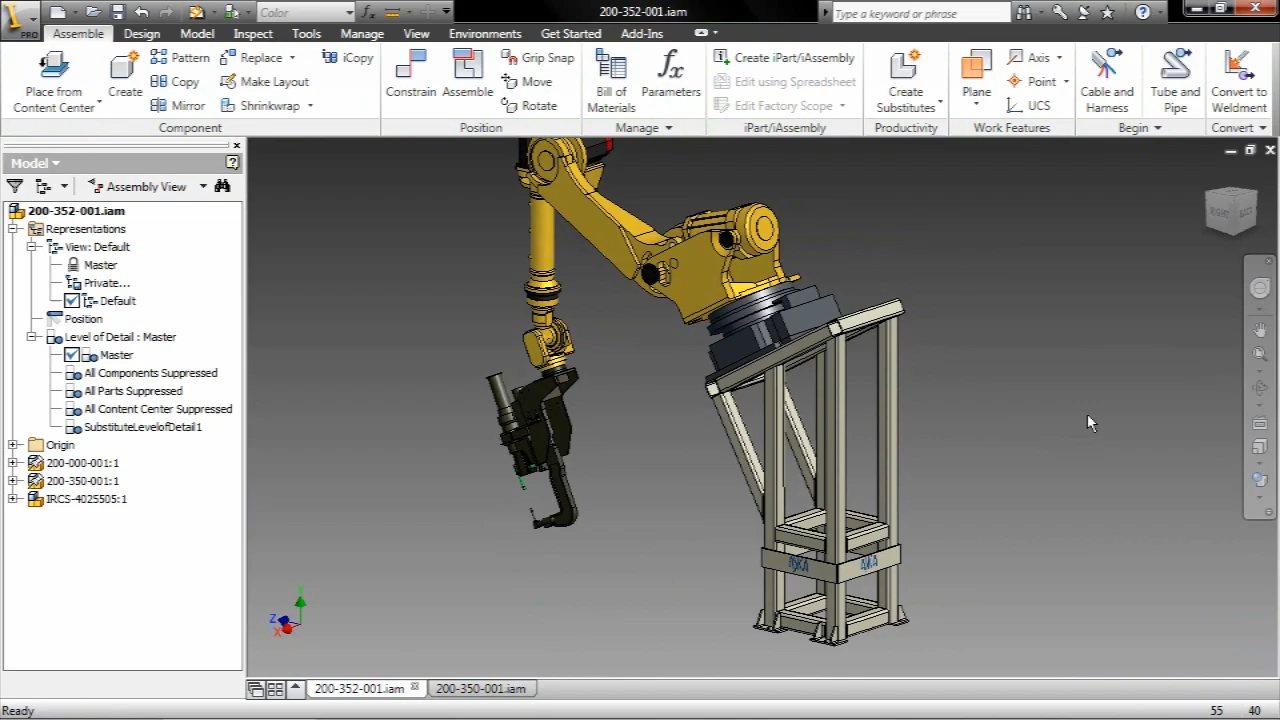 PRO
Color
200-352-001.iam
Type a keyword or phrase
Assemble Design Model Inspect Tools Manage View Environments Get Started Add-Ins
Place from
Content Center
Create
Pattern
Copy
Mirror
Replace
Make Layout
Shrinkwrap
iCopy
Component
Constrain
Assemble
Grip Snap
Move
Rotate
Position
Bill of
Materials
fx
Parameters
Manage
Create iPart/iAssembly
Edit using Spreadsheet
Edit Factory Scope
iPart/iAssembly
Create
Substitutes
Productivity
Plane
Axis
Point
UCS
Work Features
Cable and
Harness
Tube and
Pipe
Begin
Convert to
Weldment
Convert
Model
Assembly View
200-352-001.iam
Representations
View: Default
Master
Private...
Default
Position
Level of Detail : Master
Master
All Components Suppressed
All Parts Suppressed
All Content Center Suppressed
SubstituteLevelofDetail1
Origin
200-000-001:1
200-350-001:1
IRCS-4025505:1
RIGHT BACK
Y
Z
X
200-352-001.iam 200-350-001.iam
Ready 55 40